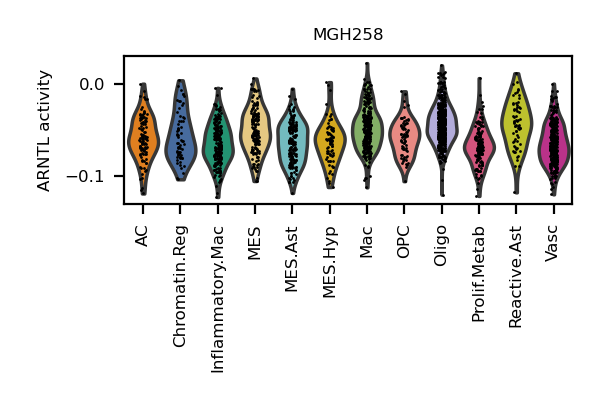 MGH258
ARNTL activity
0.0
−0.1
AC
Chromatin.Reg
Inflammatory.Mac
MES
MES.Ast
MES.Hyp
Mac
OPC
Oligo
Prolif.Metab
Reactive.Ast
Vasc